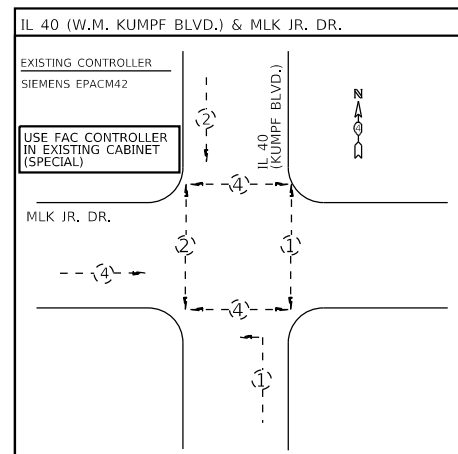 IL 40 (W.M. KUMPF BLVD.) & MLK JR. DR.
EXISTING CONTROLLER
SIEMENS EPACM42
USE FAC CONTROLLER
IN EXISTING CABINET
(SPECIAL)
IL 40
(KUMPF BLVD.)
N
4
2
4
MLK JR. DR.
2
1
4
4
1